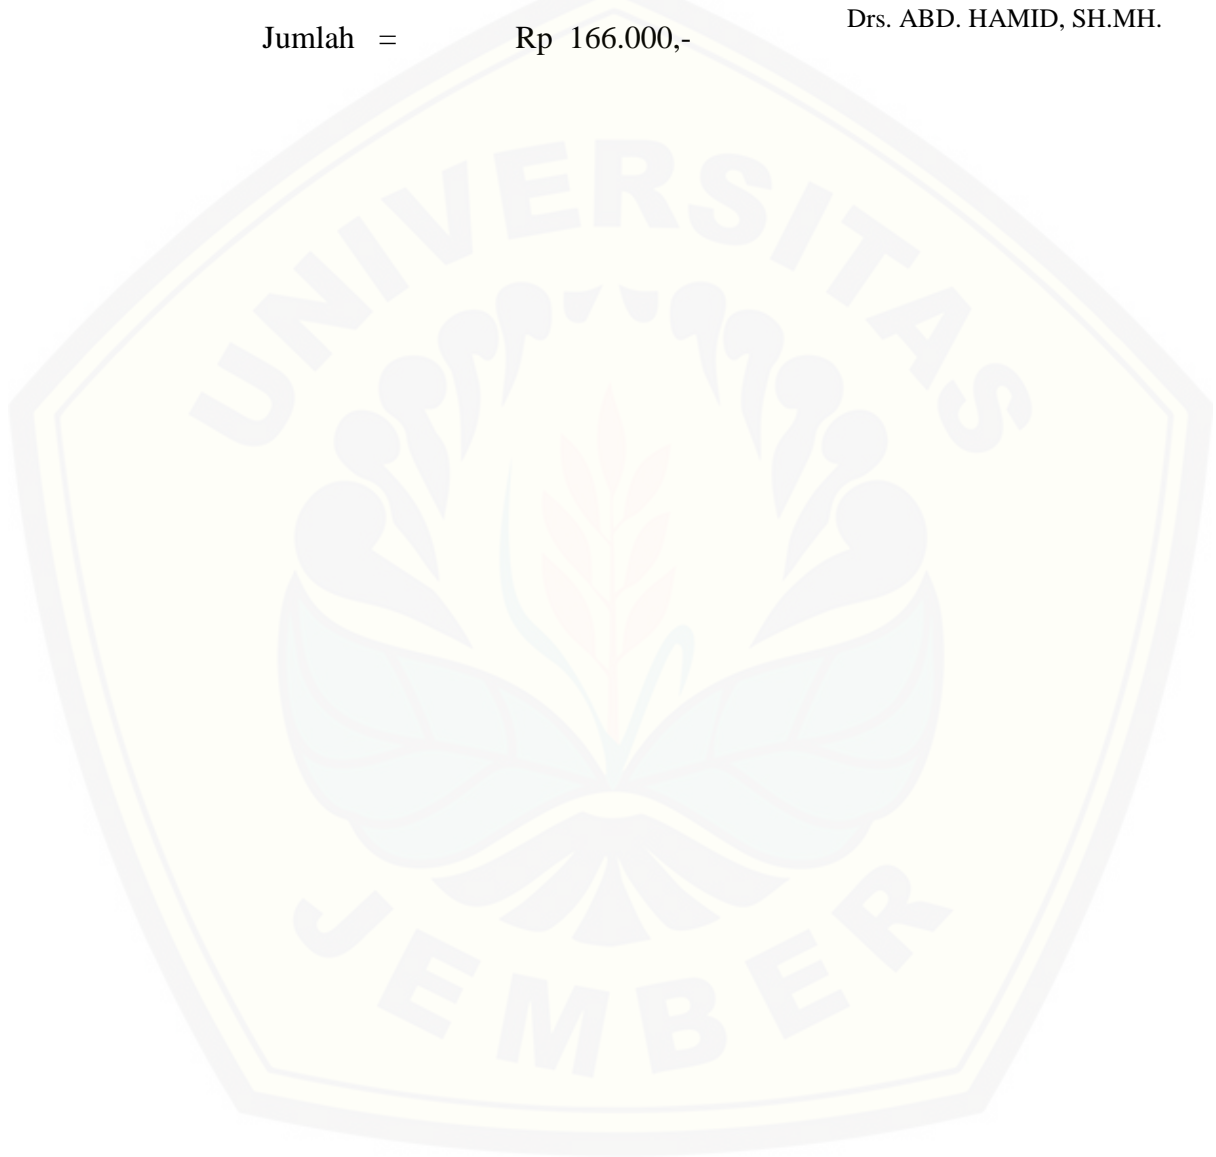 Drs. ABD. HAMID, SH.MH.
Jumlah = Rp 166.000,-
UNIVERSITAS
JEMBER